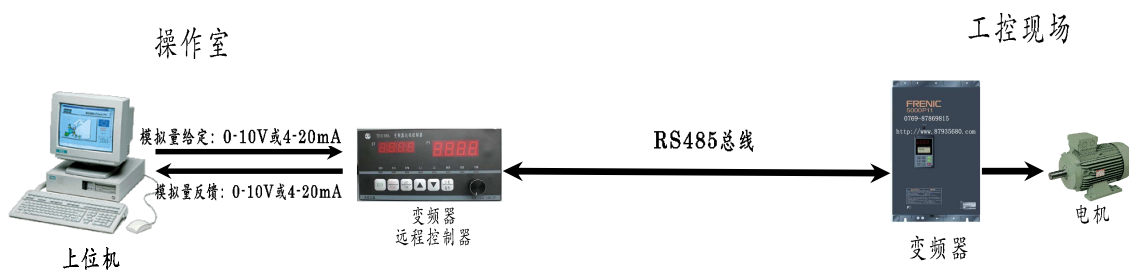 操作室
工控现场
模拟量给定：0-10V或4-20mA
模拟量反馈：0-10V或4-20mA
变频器
远程控制器
RS485总线
FRENIC
5000P11
0769-87869815
http://www.87935680.com
上位机
变频器
电机